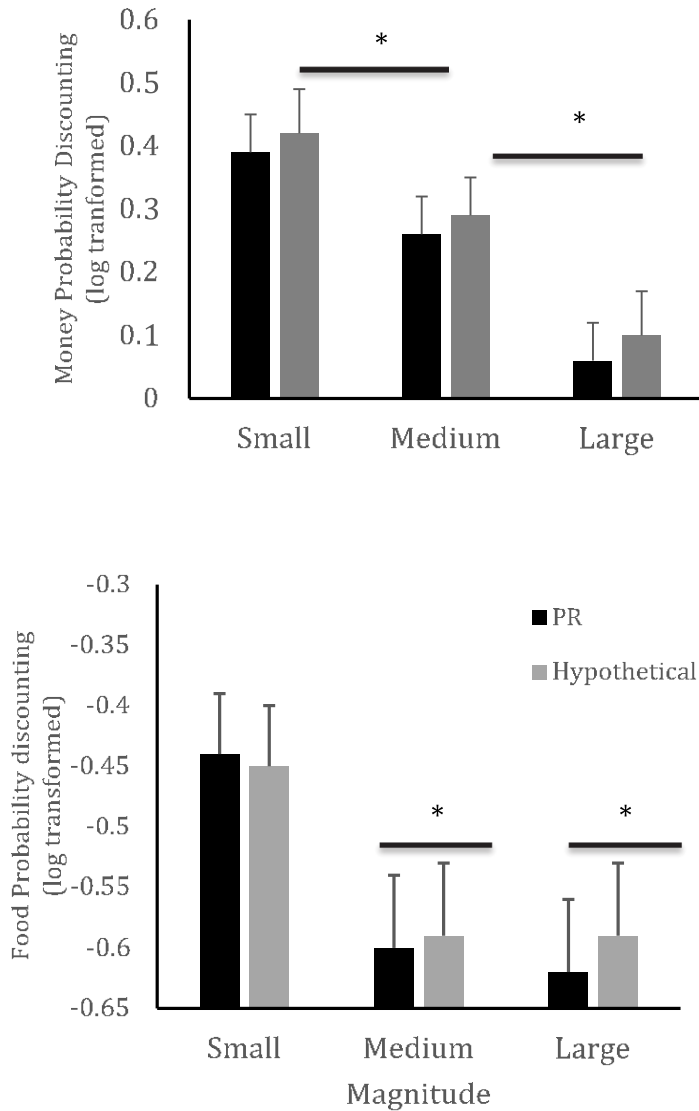 Money Probability Discounting
(log tranformed)
0.6
0.5
0.4
0.3
0.2
0.1
0
*
*
Small Medium Large
Food Probability discounting
(log transformed)
-0.3
-0.35
-0.4
-0.45
-0.5
-0.55
-0.6
-0.65
PR
Hypothetical
*
*
Small Medium Large
Magnitude